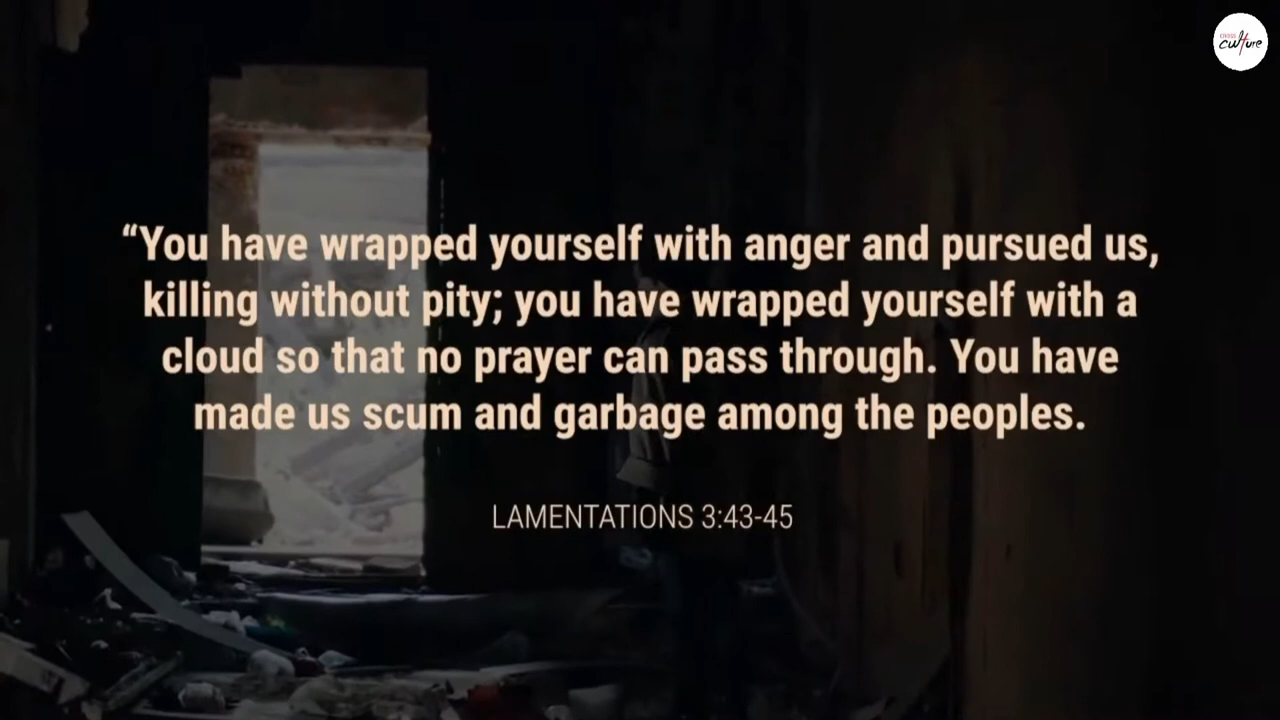 CROSS
culture
“You have wrapped yourself with anger and pursued us,
killing without pity; you have wrapped yourself with a
cloud so that no prayer can pass through. You have
made us scum and garbage among the peoples.
LAMENTATIONS 3:43-45